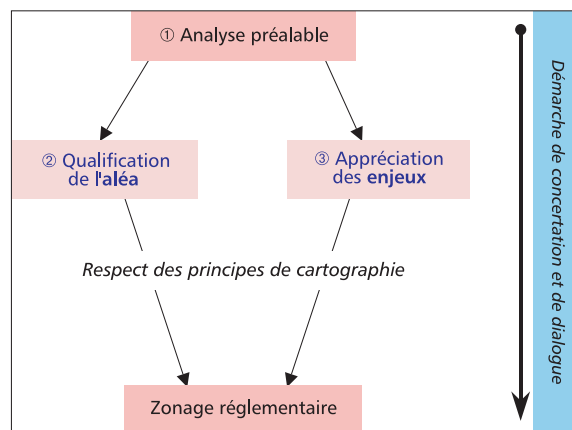 ① Analyse préalable
② Qualification
de l'aléa
③ Appréciation
des enjeux
Respect des principes de cartographie
Zonage réglementaire
Démarche de concertation et de dialogue